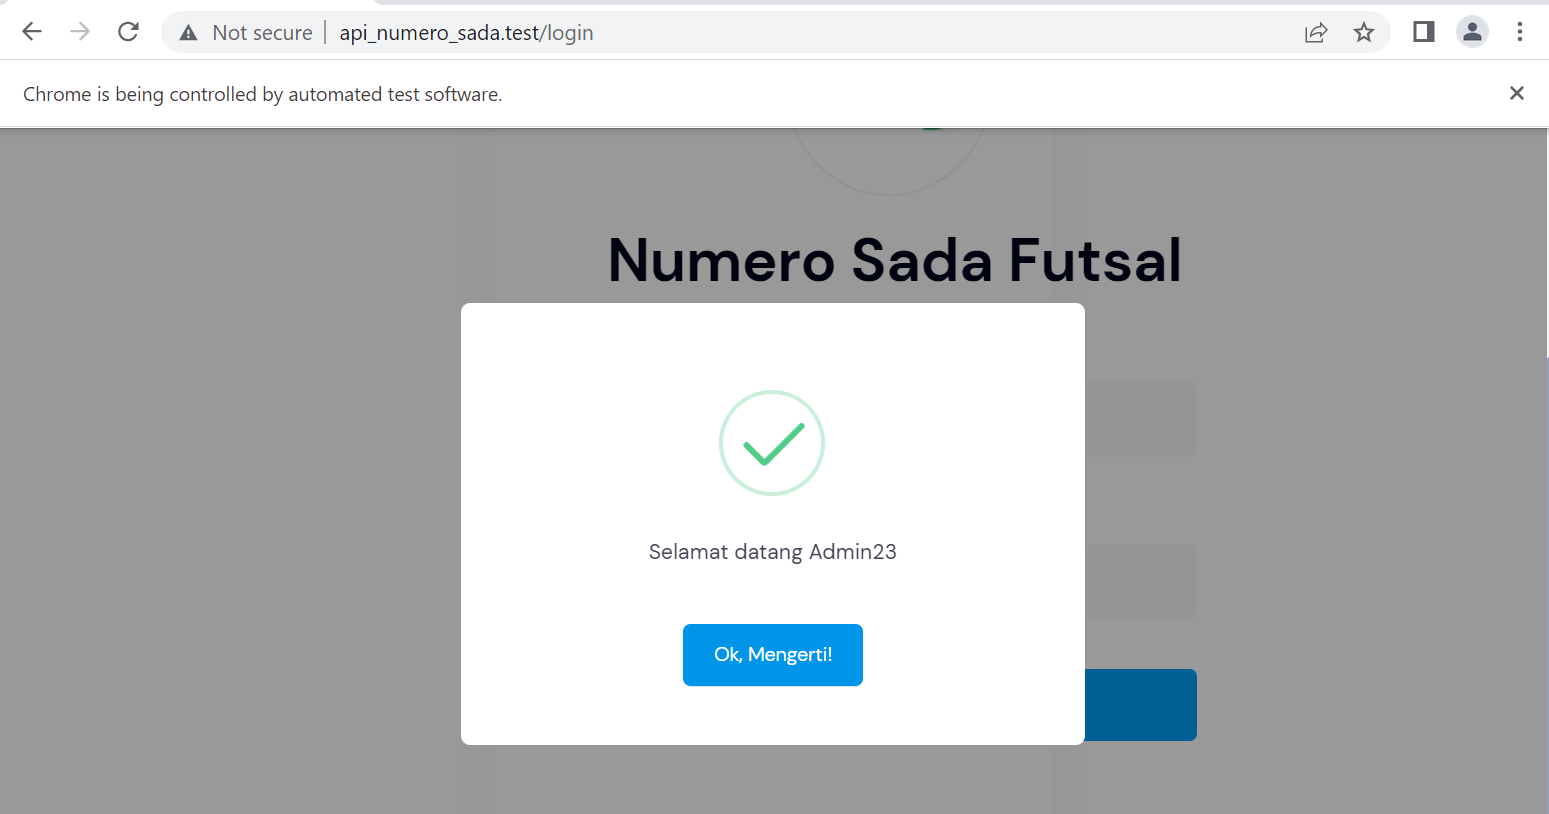 Not secure | api_numero_sada.test/login
Chrome is being controlled by automated test software.
Numero Sada Futsal
Selamat datang Admin23
Ok, Mengerti!